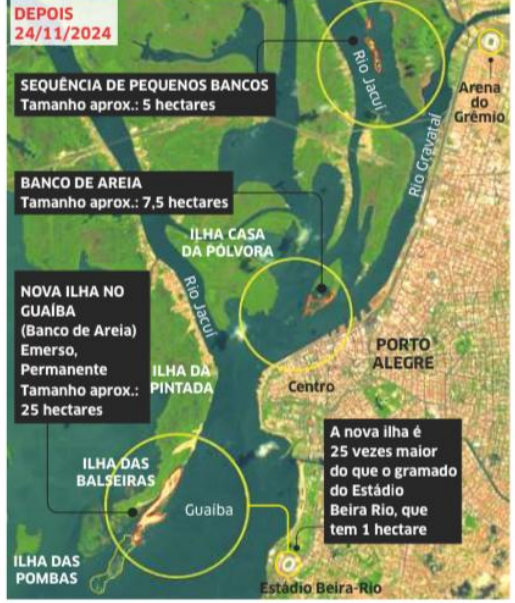 DEPOIS
24/11/2024
SEQUÊNCIA DE PEQUENOS BANCOS
Tamanho aprox.: 5 hectares
Rio Jacuí
Arena
do
Grêmio
Rio Gravataí
BANCO DE AREIA
Tamanho aprox.: 7,5 hectares
ILHA CASA
DA PÓLVORA
NOVA ILHA NO
GUAÍBA
(Banco de Areia)
Emerso,
Permanente
Tamanho aprox.:
25 hectares
Rio Jacuí
ILHA DA
PINTADA
PORTO
ALEGRE
Centro
A nova ilha é
25 vezes maior
do que o gramado
do Estádio
Beira Rio, que
tem 1 hectare
ILHA DAS
BALSEIRAS
Guaíba
ILHA DAS
POMBAS
Estádio Beira-Rio